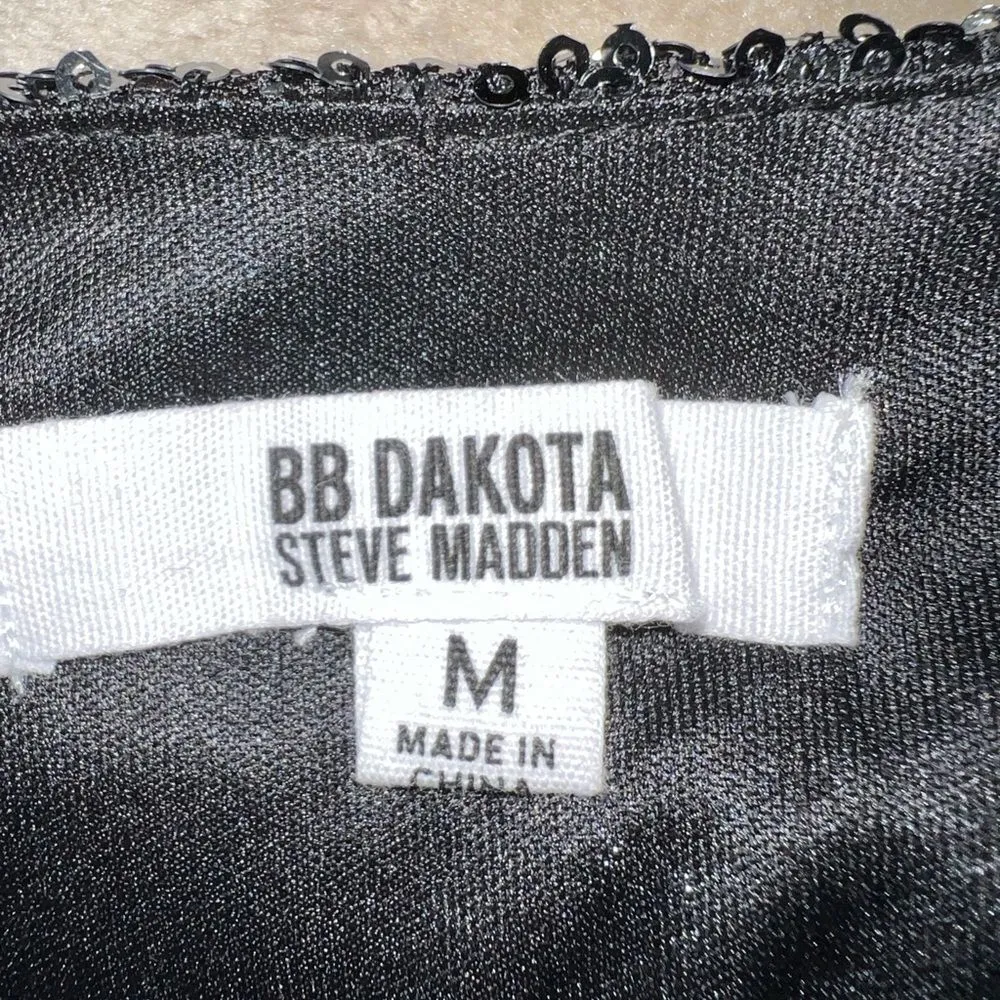 BB DAKOTA
STEVE MADDEN
M
MADE IN
CHINA